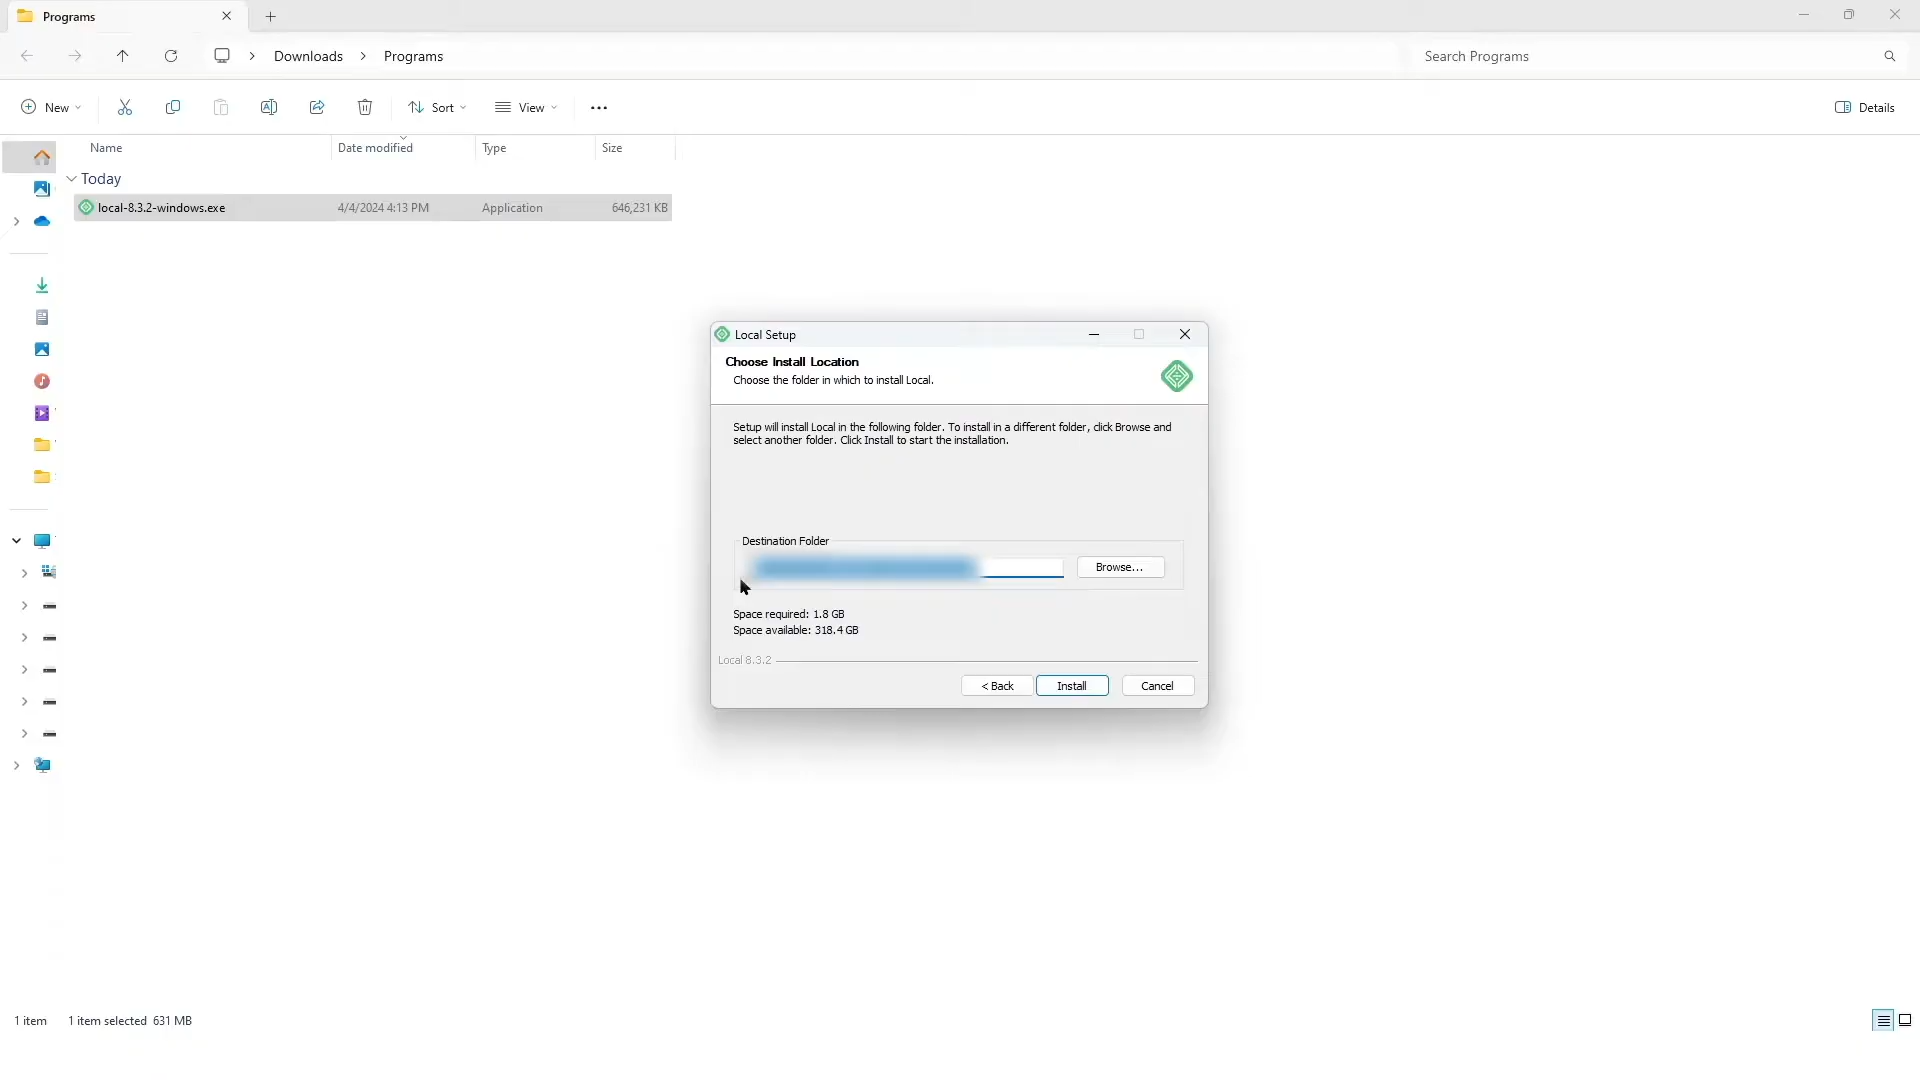 Programs
Downloads
Programs
Search Programs
New
Sort
View
Details
Name
Date modified
Type
Size
Today
local-8.3.2-windows.exe
4/4/2024 4:13 PM
Application
646,231 KB
Local Setup
Choose Install Location
Choose the folder in which to install Local.
Setup will install Local in the following folder. To install in a different folder, click Browse and
select another folder. Click Install to start the installation.
Destination Folder
Browse...
Space required: 1.8 GB
Space available: 318.4 GB
Local 8.3.2
< Back
Install
Cancel
1 item
1 item selected 631 MB